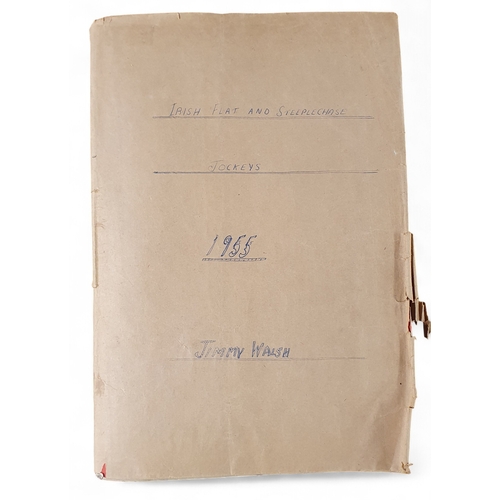 IRISH FLAT AND STEEPLECHASE
JOCKEYS
1955
JIMMY WALSH